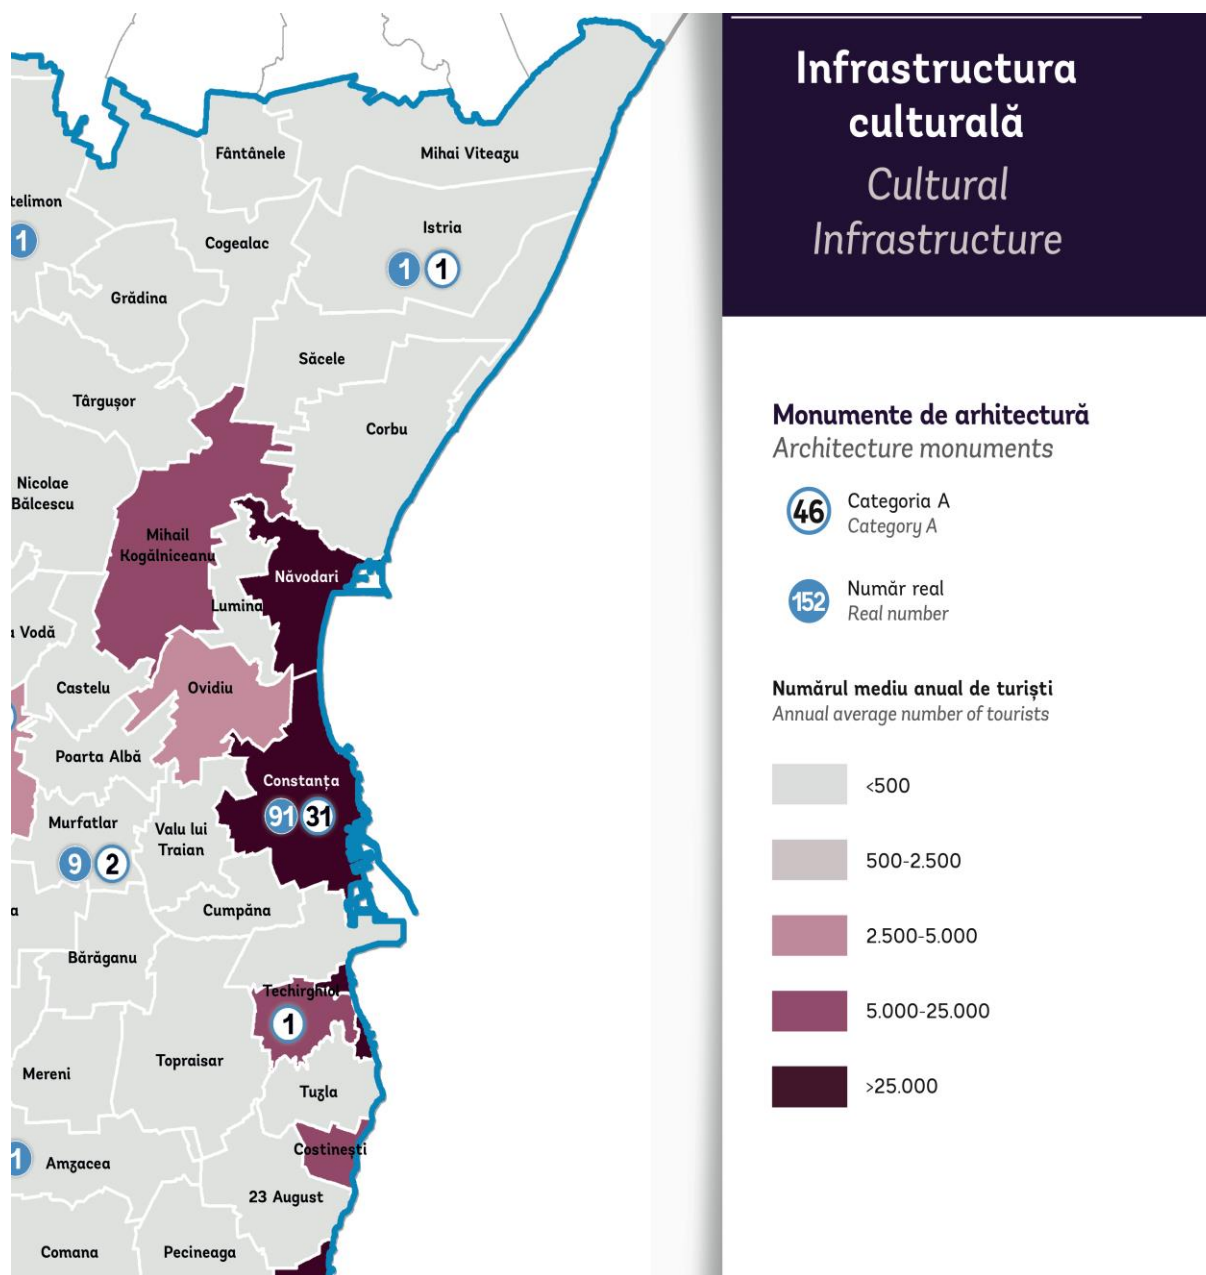 Infrastructura
culturală
Cultural
Infrastructure
Monumente de arhitectură
Architecture monuments
46
Categoria A
Category A
152
Număr real
Real number
Numărul mediu anual de turiști
Annual average number of tourists
<500
500-2.500
2.500-5.000
5.000-25.000
>25.000
Fântânele
Mihai Viteazu
telimon
1
Istria
1 1
Cogealac
Grădina
Săcele
Târgușor
Corbu
Nicolae
Bălcescu
Mihail
Kogălniceanu
Năvodari
Lumina
Vodă
Castelu
Ovidiu
Poarta Albă
Constanța
91 31
Murfatlar
9 2
Valu lui
Traian
a
Cumpăna
Bărăganu
Techirghiol
1
Topraisar
Mereni
Tuzla
Costinești
1
Amzacea
23 August
Comana
Pecineaga